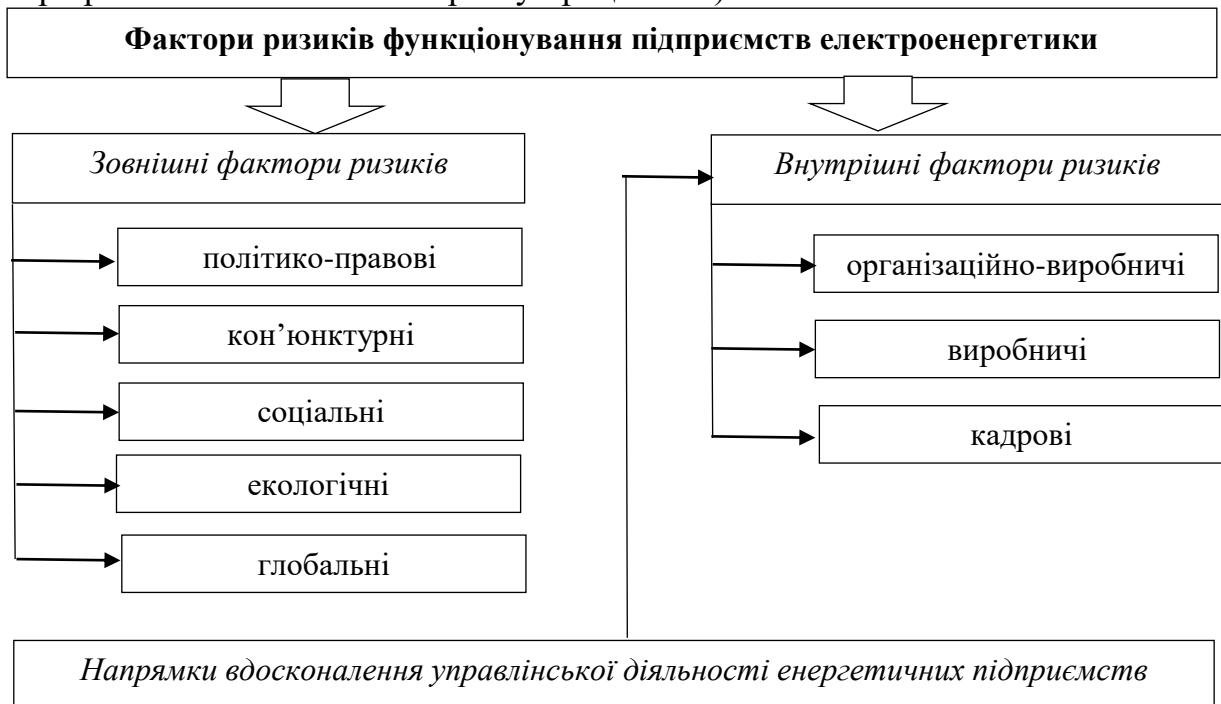 Фактори ризиків функціонування підприємств електроенергетики
Зовнішні фактори ризиків
політико-правові
кон’юнктурні
соціальні
екологічні
глобальні
Внутрішні фактори ризиків
організаційно-виробничі
виробничі
кадрові
Напрямки вдосконалення управлінської діяльності енергетичних підприємств